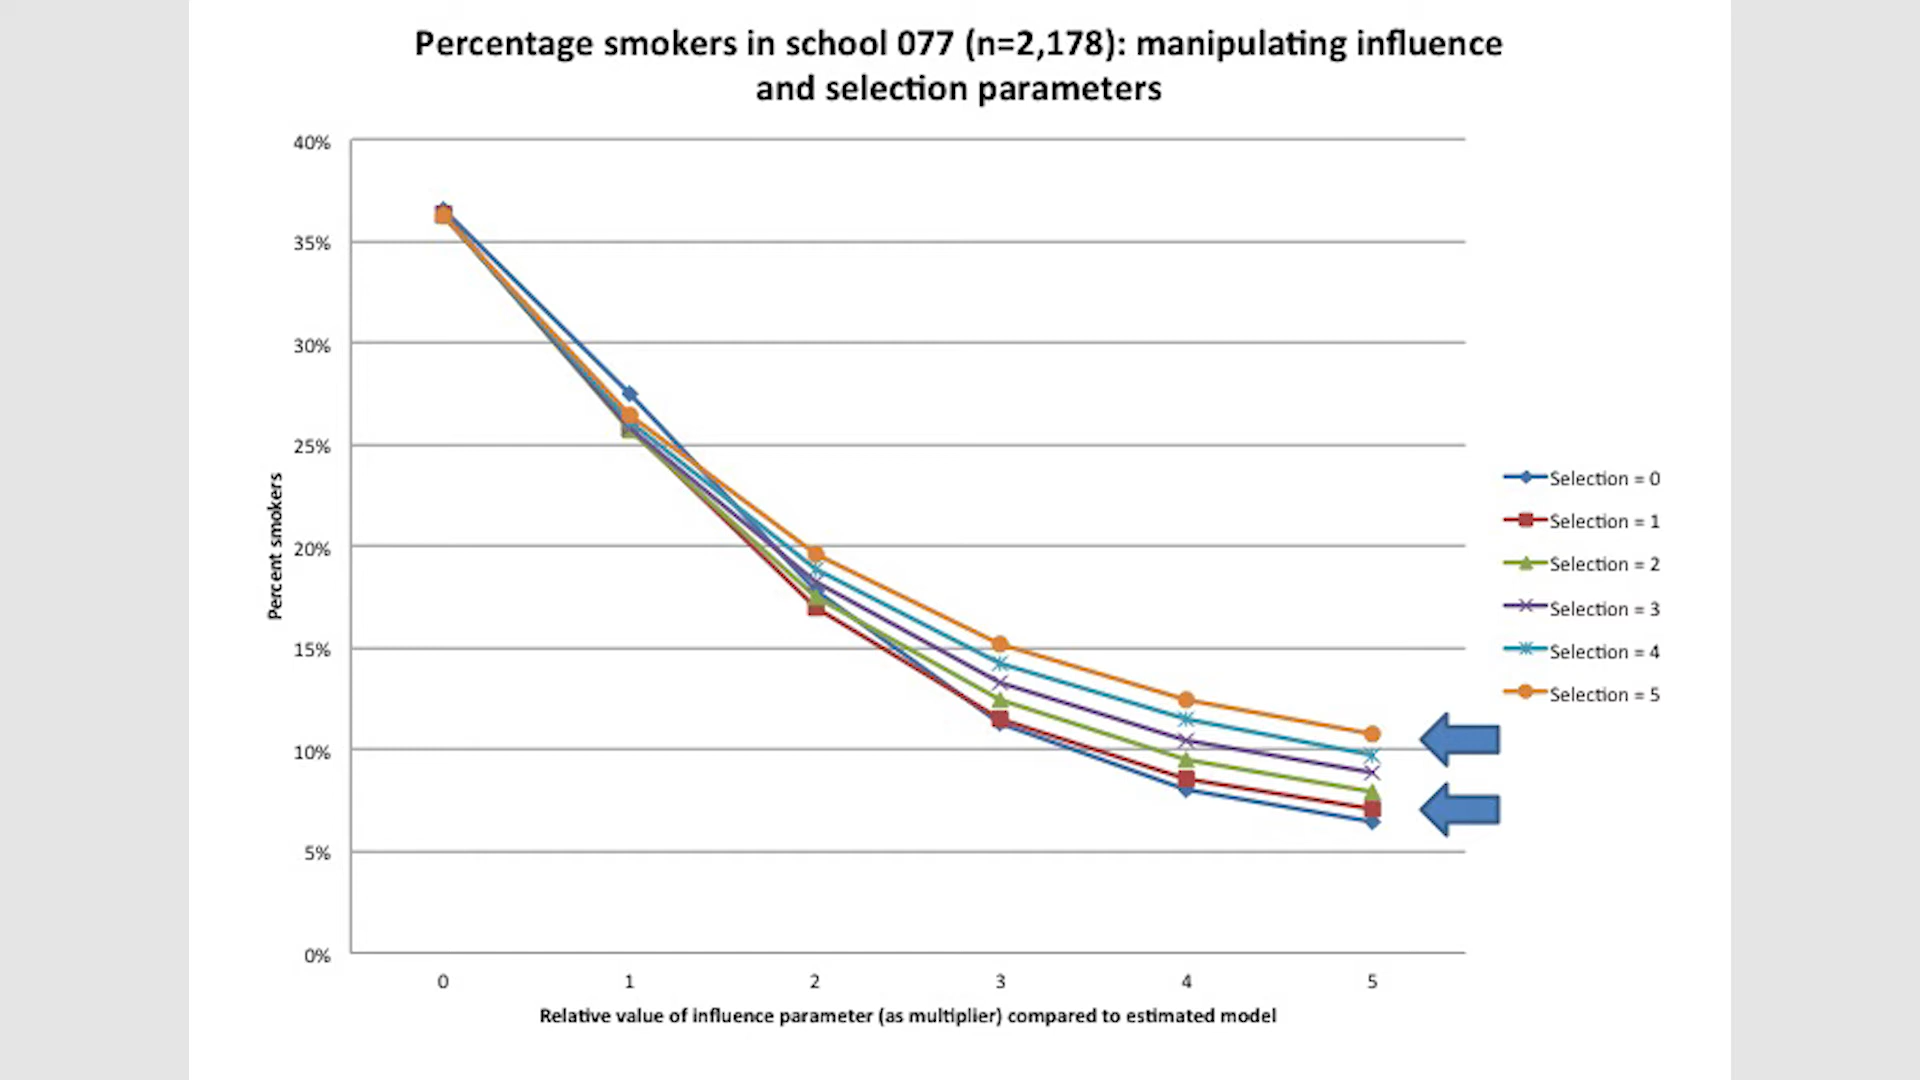 Percentage smokers in school 077 (n=2,178): manipulating influence
and selection parameters
40%
35%
30%
25%
20%
15%
10%
5%
0%
Percent smokers
0 1 2 3 4 5
Relative value of influence parameter (as multiplier) compared to estimated model
Selection = 0
Selection = 1
Selection = 2
Selection = 3
Selection = 4
Selection = 5